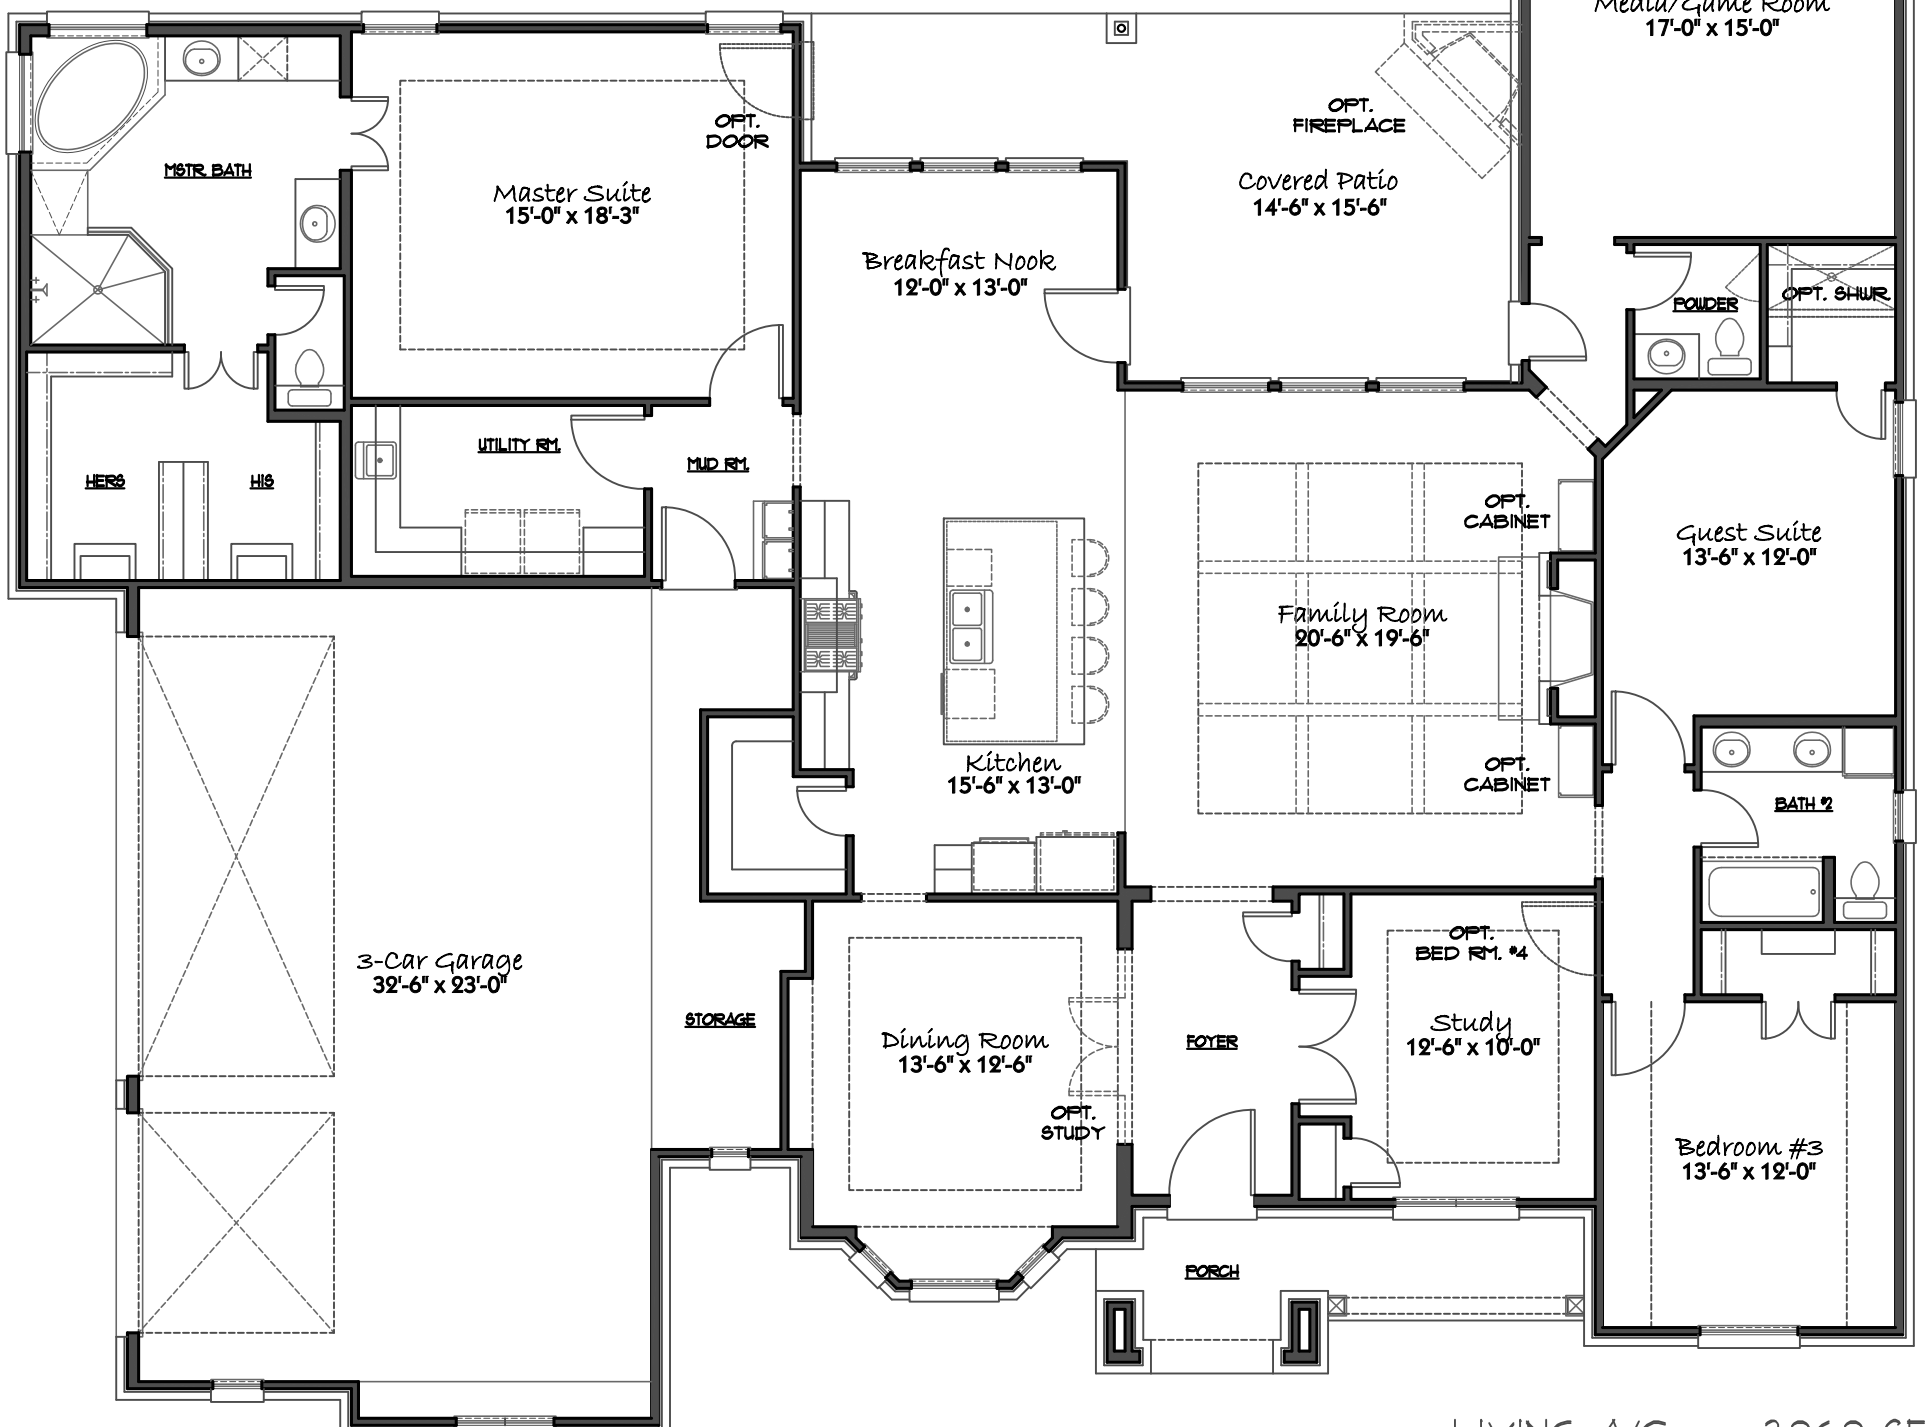 Media/Game Room
17'-0" x 15'-0"
OPT.
DOOR
OPT.
FIREPLACE
MSTR BATH
Master Suite
15'-0" x 18'-3"
Covered Patio
14'-6" x 15'-6"
Breakfast Nook
12'-0" x 13'-0"
POWDER
OPT. SHWR.
UTILITY RM.
MUD RM.
HERS
HIS
OPT.
CABINET
Guest Suite
13'-6" x 12'-0"
Family Room
20'-6" x 19'-6"
Kitchen
15'-6" x 13'-0"
OPT.
CABINET
BATH #2
3-Car Garage
32'-6" x 23'-0"
STORAGE
OPT.
BED RM. #4
Dining Room
13'-6" x 12'-6"
FOYER
Study
12'-6" x 10'-0"
OPT.
STUDY
Bedroom #3
13'-6" x 12'-0"
PORCH